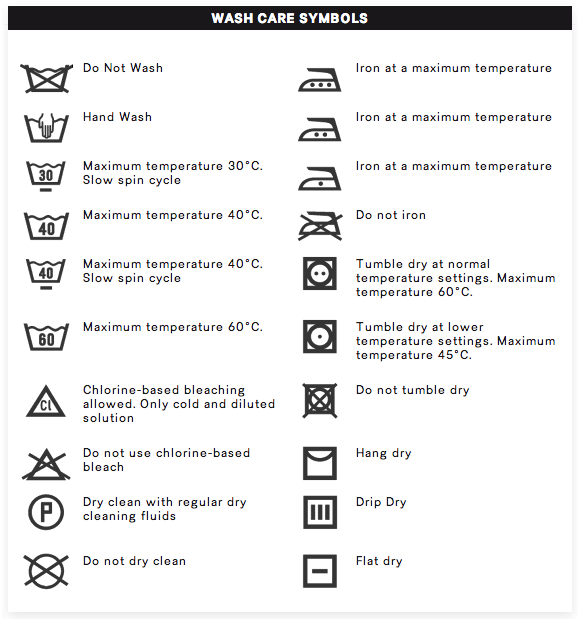 WASH CARE SYMBOLS
Do Not Wash
Hand Wash
30
Maximum temperature 30°C.
Slow spin cycle
40
Maximum temperature 40°C.
40
Maximum temperature 40°C.
Slow spin cycle
60
Maximum temperature 60°C.
Cl
Chlorine-based bleaching
allowed. Only cold and diluted
solution
Do not use chlorine-based
bleach
P
Dry clean with regular dry
cleaning fluids
Do not dry clean
Iron at a maximum temperature
Iron at a maximum temperature
Iron at a maximum temperature
Do not iron
Tumble dry at normal
temperature settings. Maximum
temperature 60°C.
Tumble dry at lower
temperature settings. Maximum
temperature 45°C.
Do not tumble dry
Hang dry
Drip Dry
Flat dry